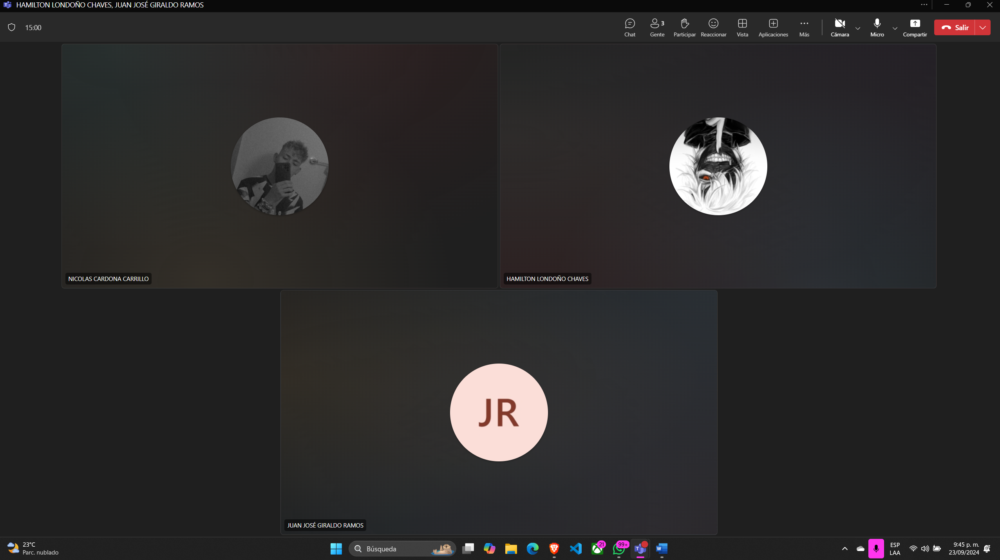 HAMILTON LONDOÑO CHAVES, JUAN JOSÉ GIRALDO RAMOS
15:00
Chat
Gente 3
Participar
Reaccionar
Vista
Aplicaciones
Más
Cámara
Micro
Compartir
Salir
NICOLAS CARDONA CARRILLO
HAMILTON LONDOÑO CHAVES
JR
JUAN JOSÉ GIRALDO RAMOS
23°C
Parc. nublado
Búsqueda
21
99+
ESP
LAA
9:45 p. m.
23/09/2024